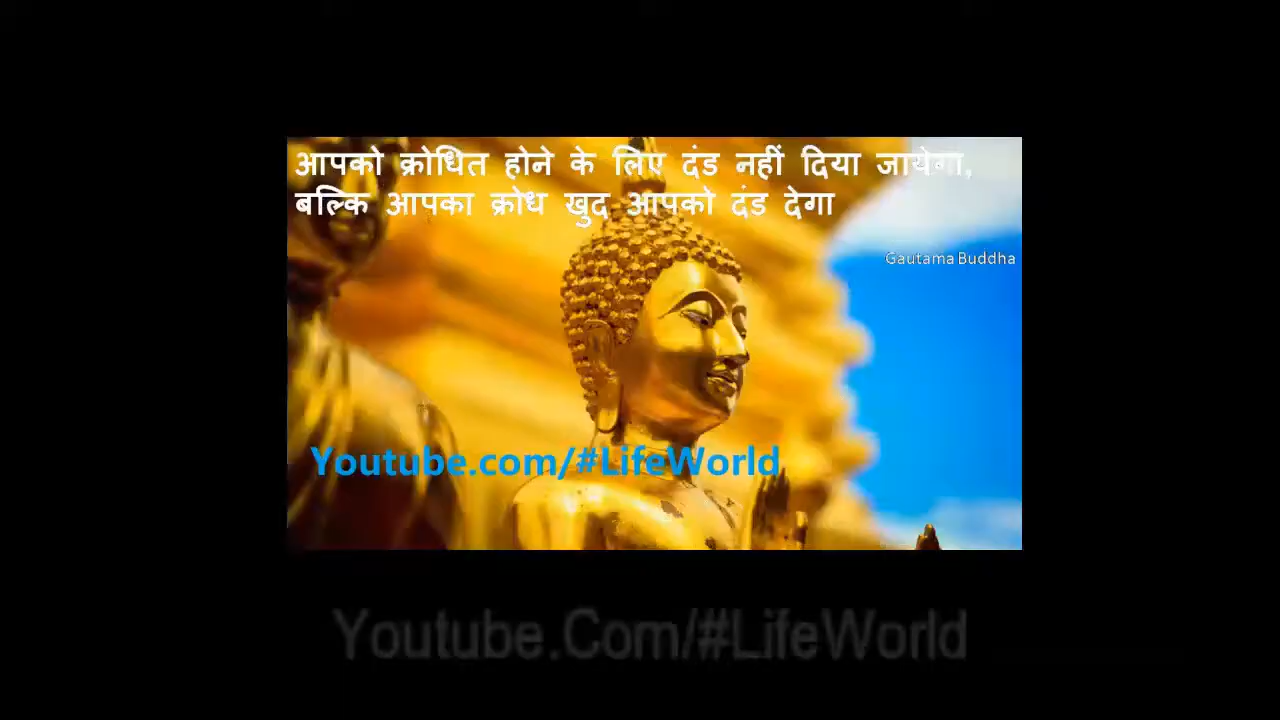 आपको क्रोधित होने के लिए दंड नहीं दिया जायेगा,
बल्कि आपका क्रोध खुद आपको दंड देगा
Gautama Buddha
Youtube.com/#LifeWorld
Youtube.Com/#LifeWorld